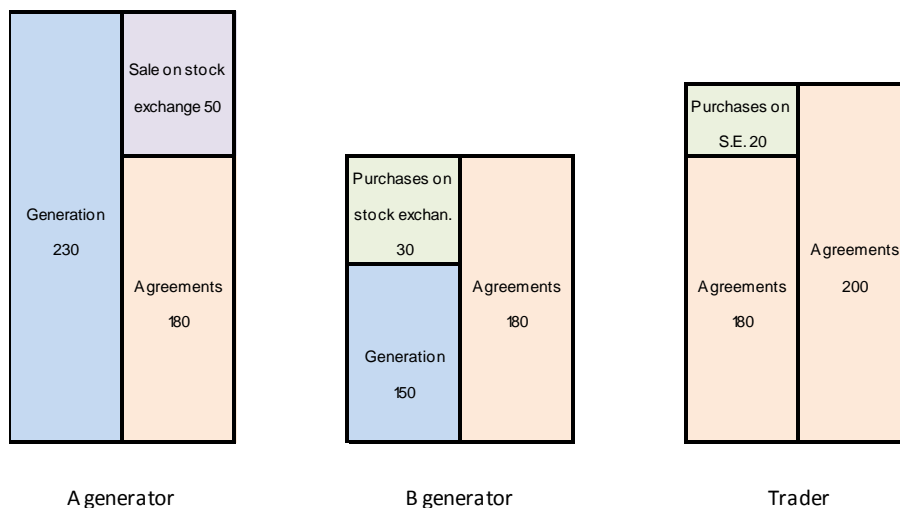 Sale on stock
exchange 50
Generation
230
Agreements
180
A generator
Purchases on
stock exchan.
30
Generation
150
Agreements
180
B generator
Purchases on
S.E. 20
Agreements
180
Agreements
200
Trader